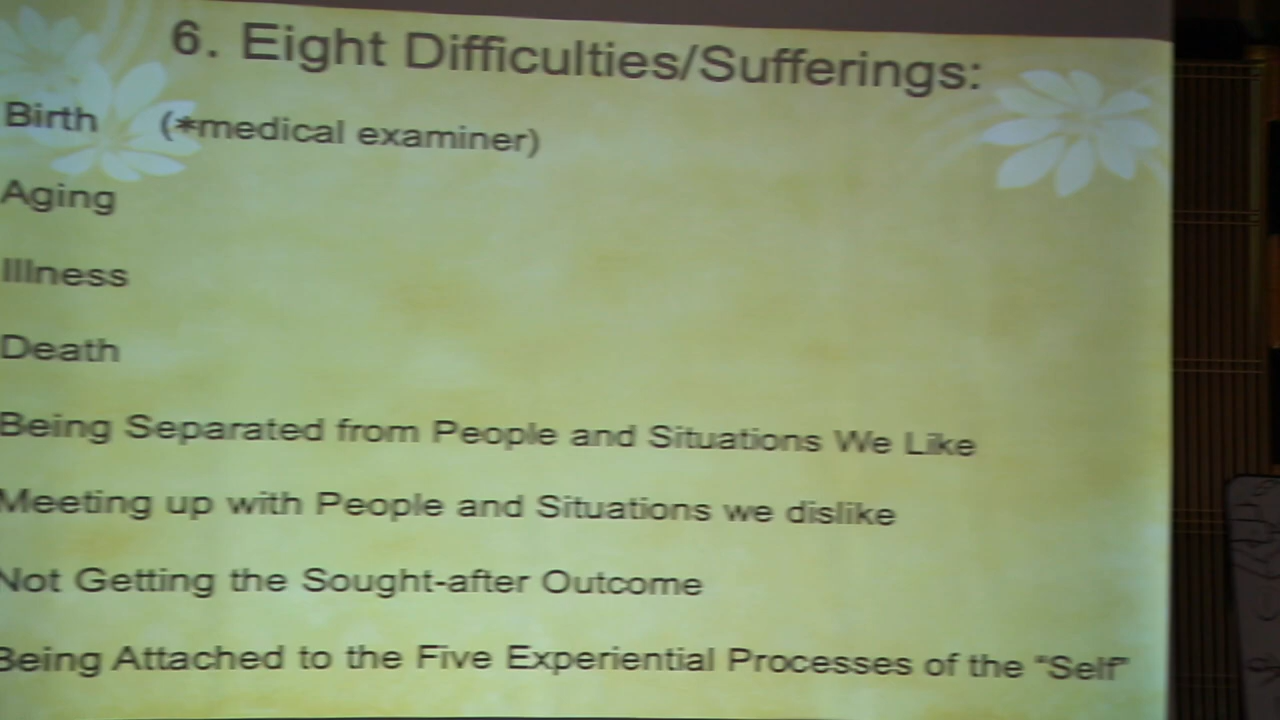 6. Eight Difficulties/Sufferings:
Birth (*medical examiner)
Aging
Illness
Death
Being Separated from People and Situations We Like
Meeting up with People and Situations we dislike
Not Getting the Sought-after Outcome
Being Attached to the Five Experiential Processes of the “Self”